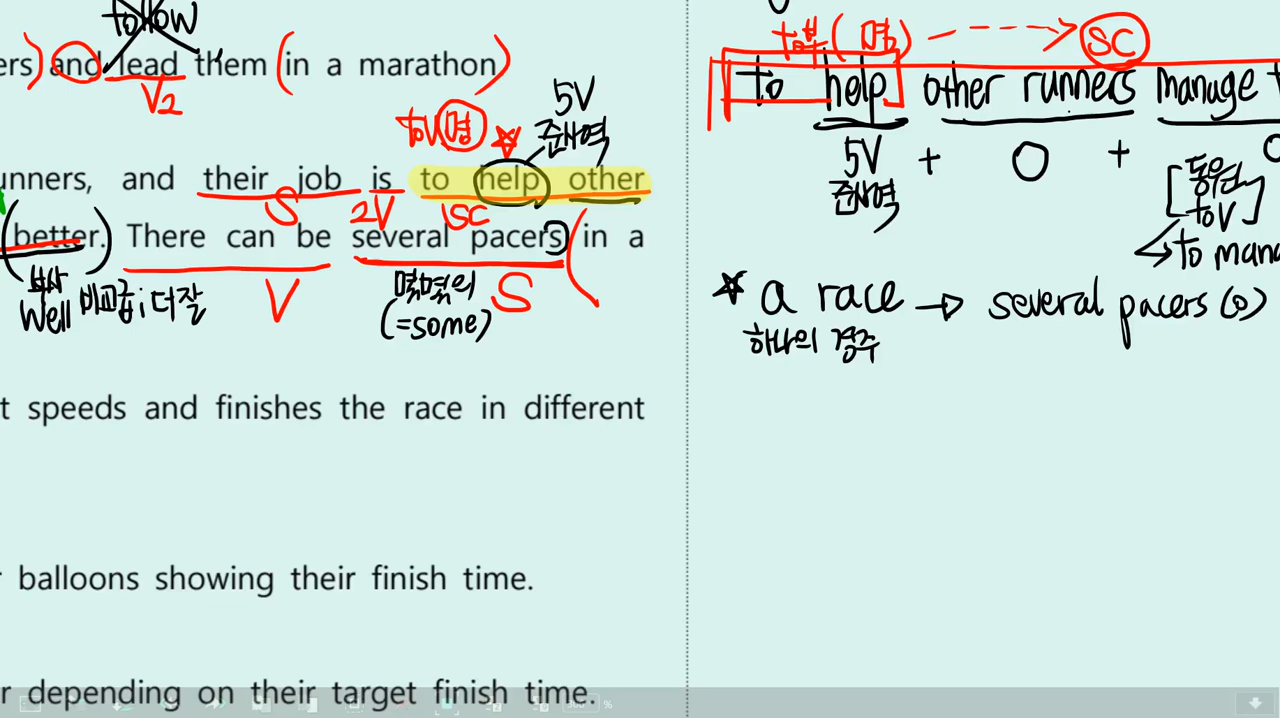 follow
ers) and lead them (in a marathon)
V2
toV명
5V
준사역
unners, and their job is to help other
S 2V SC
(better.) There can be several pacers (in a
부사
well 비교급; 더 잘
V
몇몇의
(=some)
S
t speeds and finishes the race in different
r balloons showing their finish time.
r depending on their target finish time.
to부(명) → SC
to help other runners manage t
5V + O + O
준사역
[동원
toV]
to mana
☆ a race → several pacers (o)
하나의 경주
%